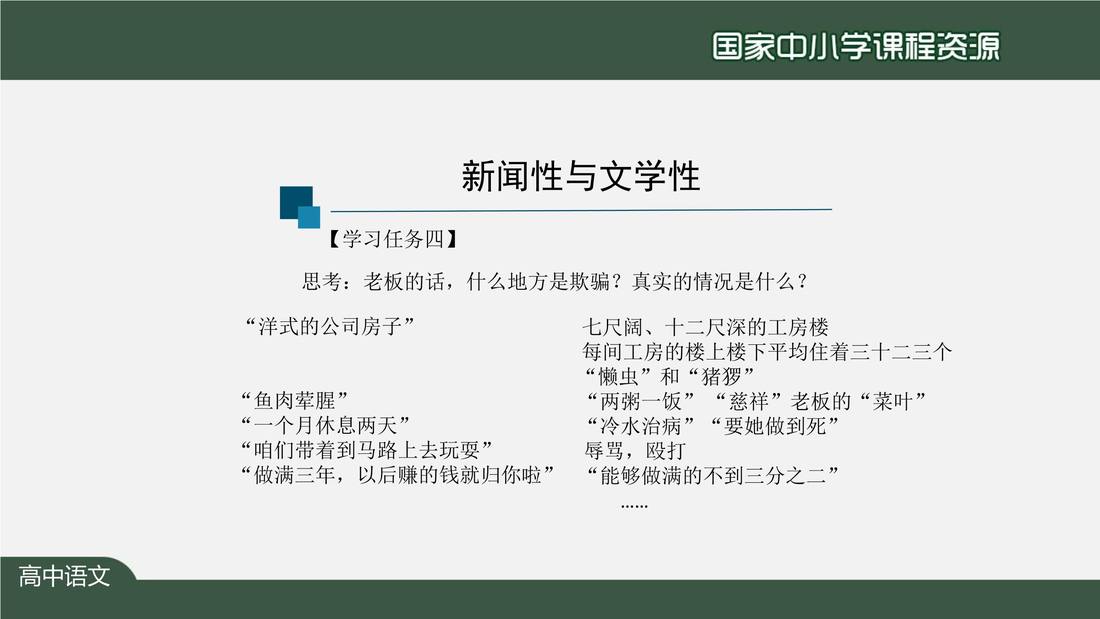 国家中小学课程资源
新闻性与文学性
【学习任务四】
思考：老板的话，什么地方是欺骗？真实的情况是什么？
“洋式的公司房子” 七尺阔、十二尺深的工房楼
每间工房的楼上楼下平均住着三十二三个
“懒虫”和“猪猡”
“鱼肉荤腥” “两粥一饭” “慈祥”老板的“菜叶”
“一个月休息两天” “冷水治病”“要她做到死”
“咱们带着到马路上去玩耍” 辱骂，殴打
“做满三年，以后赚的钱就归你啦” “能够做满的不到三分之二”
……
高中语文